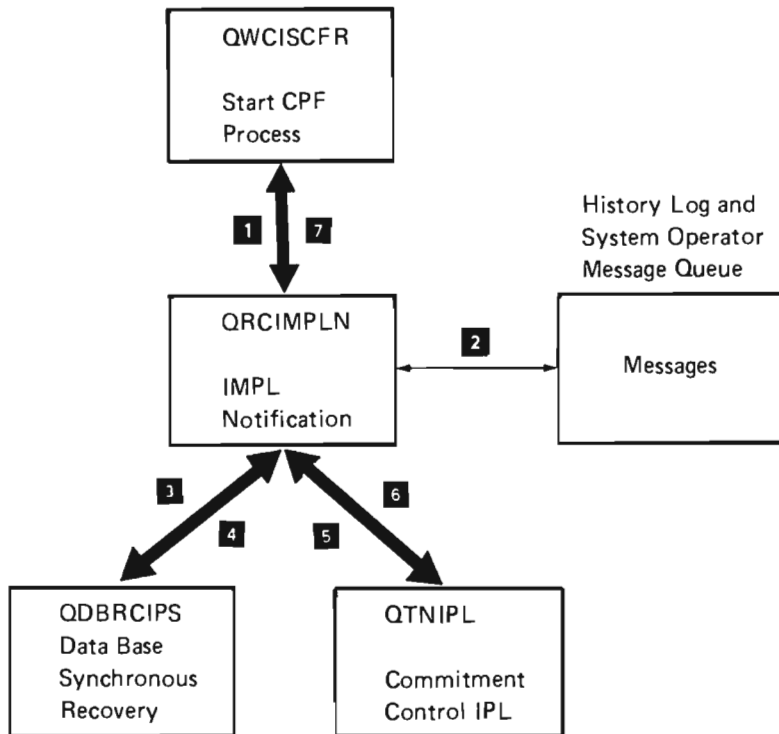 QWCISCFR
Start CPF
Process
1
7
History Log and
System Operator
Message Queue
QRCIMPLN
IMPL
Notification
2
Messages
3
4
5
6
QDBRCIPS
Data Base
Synchronous
Recovery
QTNIPL
Commitment
Control IPL